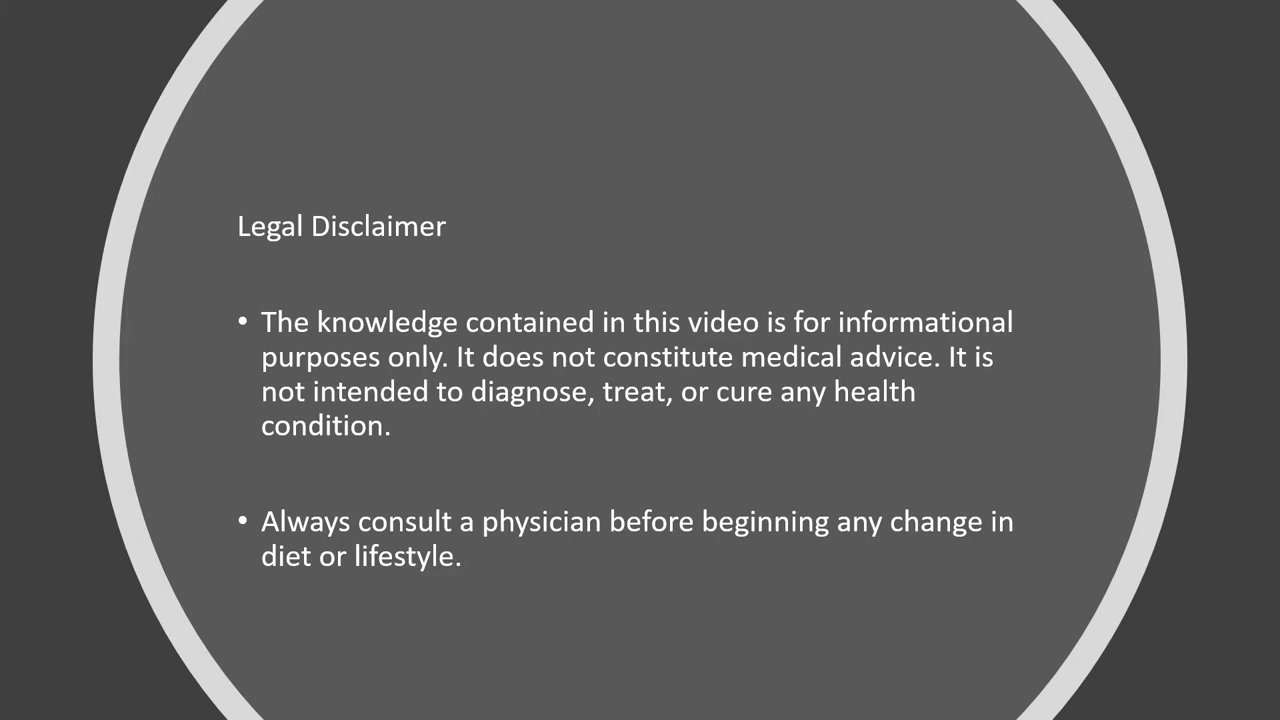 Legal Disclaimer
• The knowledge contained in this video is for informational
purposes only. It does not constitute medical advice. It is
not intended to diagnose, treat, or cure any health
condition.
• Always consult a physician before beginning any change in
diet or lifestyle.